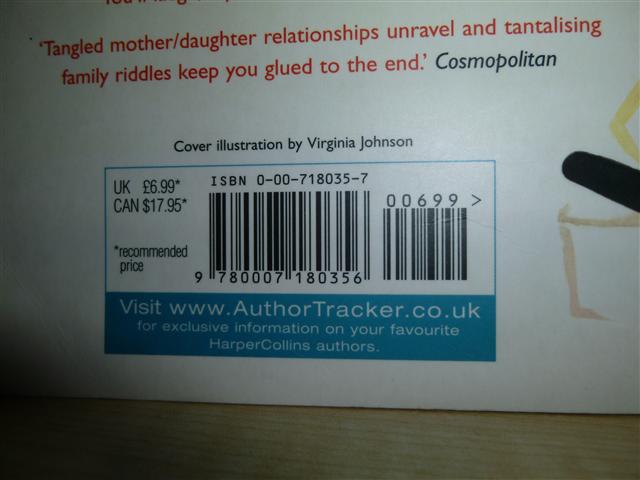 'Tangled mother/daughter relationships unravel and tantalising
family riddles keep you glued to the end.' Cosmopolitan
Cover illustration by Virginia Johnson
UK £6.99*
CAN $17.95*
*recommended
price
ISBN 0-00-718035-7
00699 >
9 780007 180356
Visit www.AuthorTracker.co.uk
for exclusive information on your favourite
HarperCollins authors.